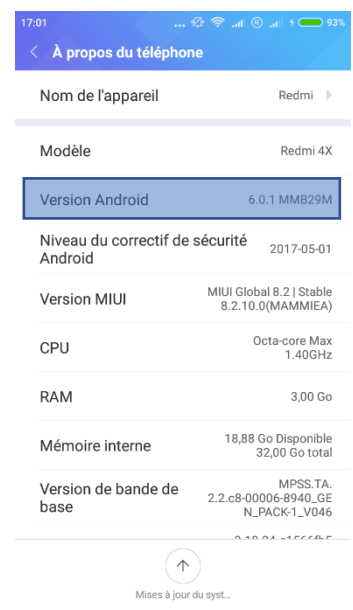 17:01 ... R 93%
À propos du téléphone
Nom de l'appareil Redmi
Modèle Redmi 4X
Version Android 6.0.1 MMB29M
Niveau du correctif de sécurité
Android 2017-05-01
Version MIUI MIUI Global 8.2 | Stable
8.2.10.0(MAMMIEA)
CPU Octa-core Max
1.40GHz
RAM 3,00 Go
Mémoire interne 18,88 Go Disponible
32,00 Go total
Version de bande de
base MPSS.TA.
2.2.c8-00006-8940_GE
N_PACK-1_V046
Mises à jour du syst...